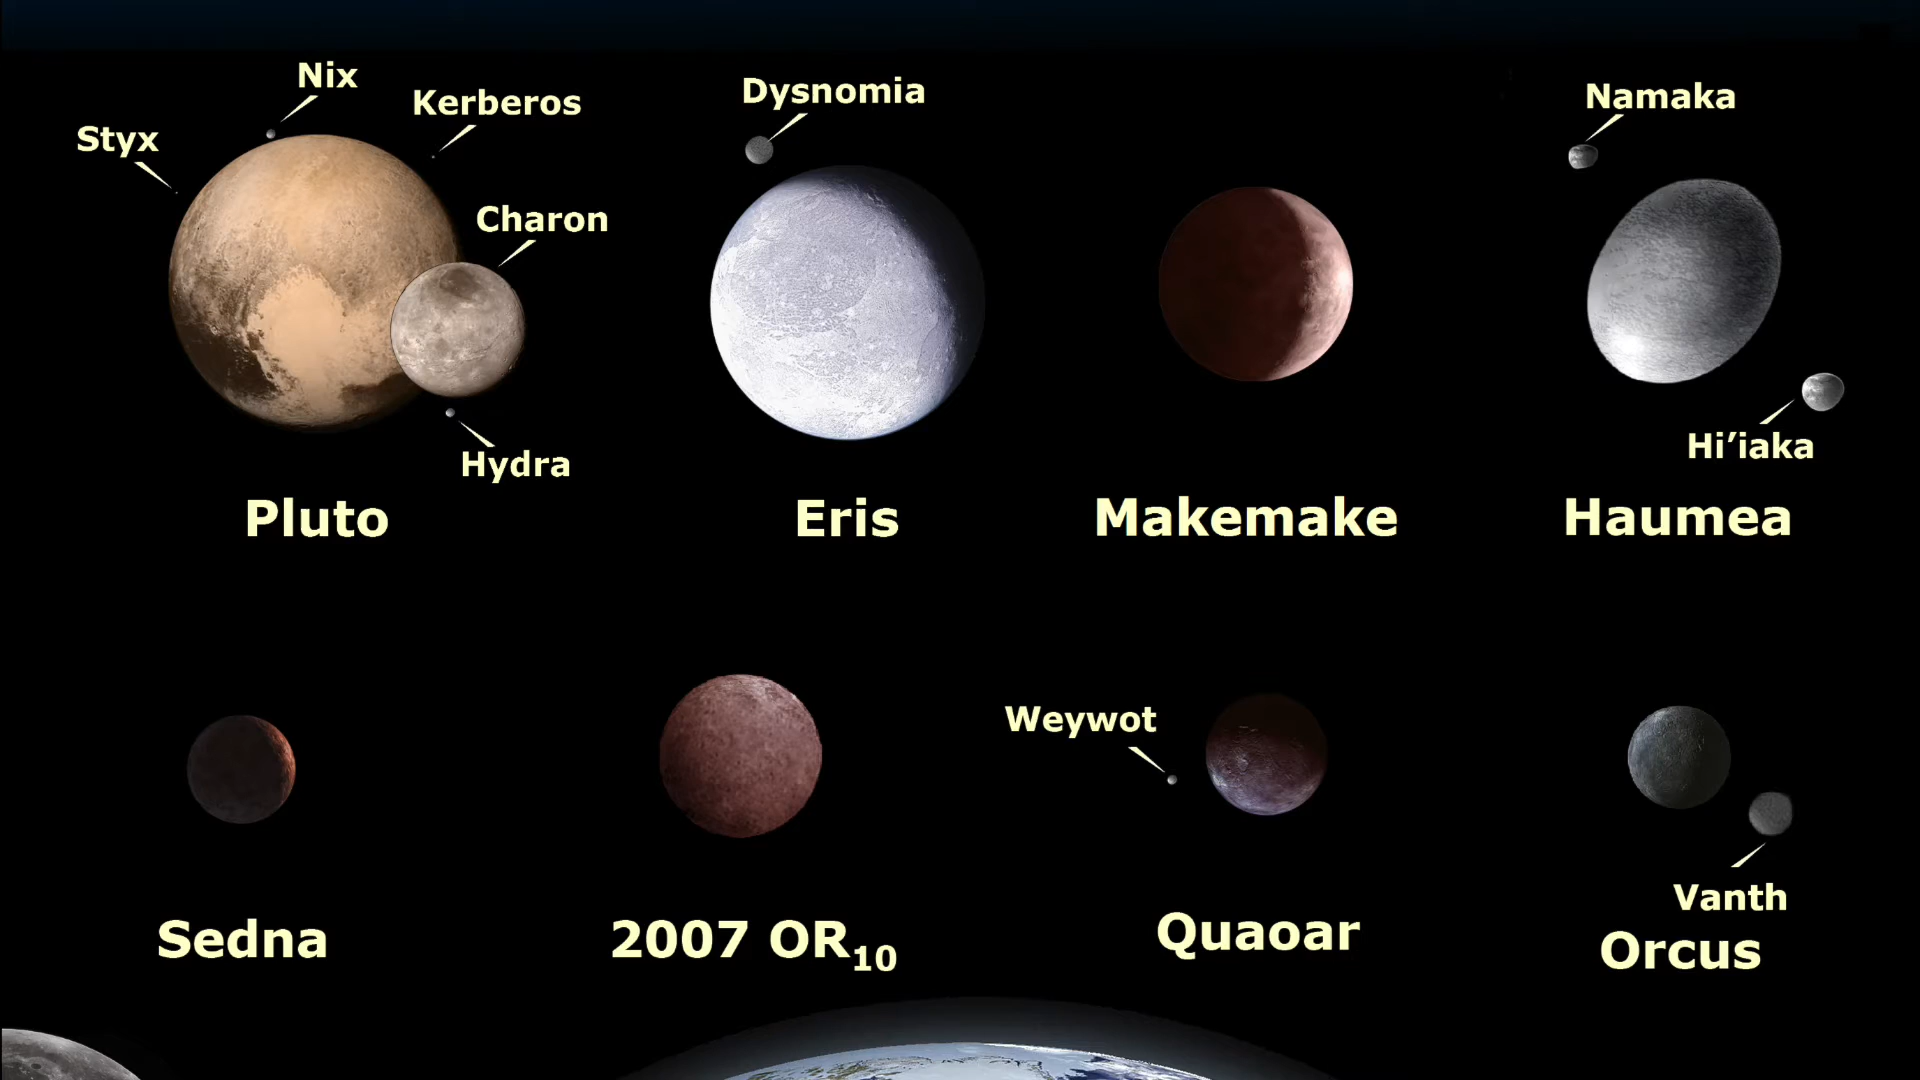 Nix
Kerberos
Styx
Charon
Hydra
Pluto
Dysnomia
Eris
Makemake
Namaka
Hi’iaka
Haumea
Sedna
2007 OR₁₀
Weywot
Quaoar
Vanth
Orcus